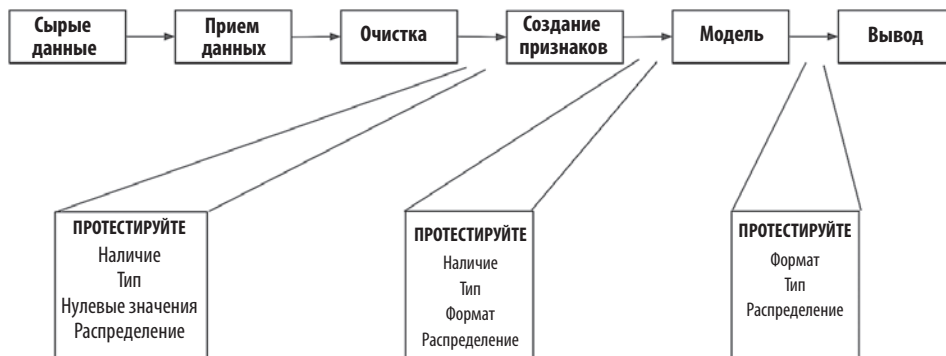 Сырые
данные
Прием
данных
Очистка
Создание
признаков
Модель
Вывод
ПРОТЕСТИРУЙТЕ
Наличие
Тип
Нулевые значения
Распределение
ПРОТЕСТИРУЙТЕ
Наличие
Тип
Формат
Распределение
ПРОТЕСТИРУЙТЕ
Формат
Тип
Распределение